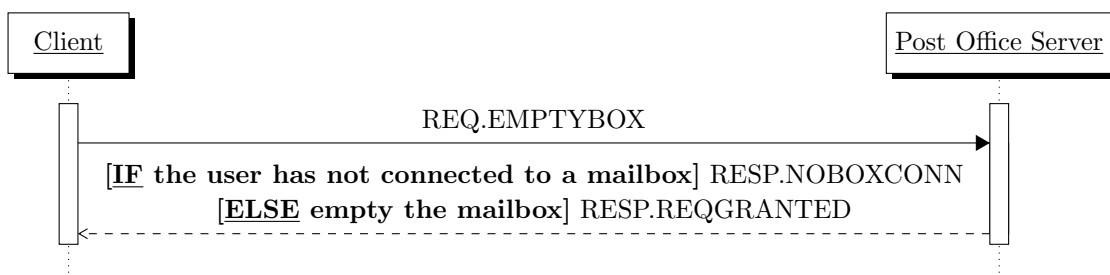 Client
Post Office Server
REQ.EMPTYBOX
[IF the user has not connected to a mailbox] RESP.NOBOXCONN
[ELSE empty the mailbox] RESP.REQGRANTED